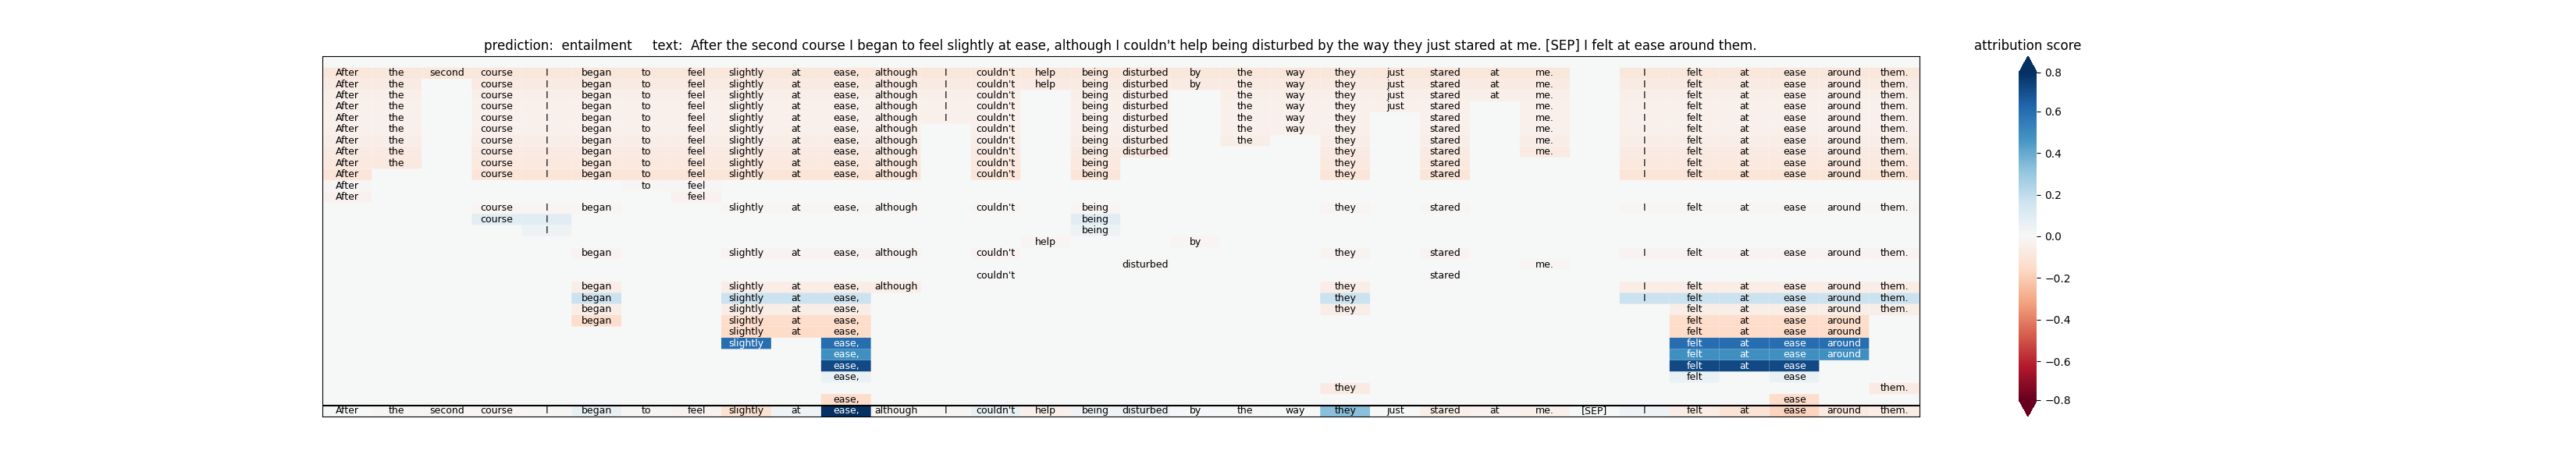 prediction:  entailment     text:  After the second course I began to feel slightly at ease, although I couldn't help being disturbed by the way they just stared at me. [SEP] I felt at ease around them.
attribution score
After the second course I began to feel slightly at ease, although I couldn't help being disturbed by the way they just stared at me. I felt at ease around them.
After the course I began to feel slightly at ease, although I couldn't help being disturbed by the way they just stared at me. I felt at ease around them.
After the course I began to feel slightly at ease, although I couldn't being disturbed the way they just stared at me. I felt at ease around them.
After the course I began to feel slightly at ease, although I couldn't being disturbed the way they just stared me. I felt at ease around them.
After the course I began to feel slightly at ease, although I couldn't being disturbed the way they stared me. I felt at ease around them.
After the course I began to feel slightly at ease, although couldn't being disturbed the way they stared me. I felt at ease around them.
After the course I began to feel slightly at ease, although couldn't being disturbed the they stared me. I felt at ease around them.
After the course I began to feel slightly at ease, although couldn't being disturbed they stared me. I felt at ease around them.
After the course I began to feel slightly at ease, although couldn't being they stared I felt at ease around them.
After course I began to feel slightly at ease, although couldn't being they stared I felt at ease around them.
After to feel
After feel
course I began slightly at ease, although couldn't being they stared I felt at ease around them.
course I being
I being
help by
began slightly at ease, although couldn't they stared I felt at ease around them.
disturbed me.
couldn't stared
began slightly at ease, although they I felt at ease around them.
began slightly at ease, they I felt at ease around them.
began slightly at ease, they felt at ease around them.
began slightly at ease, felt at ease around
slightly at ease, felt at ease around
slightly ease, felt at ease around
ease, felt at ease around
ease, felt at ease
ease, felt ease
they them.
ease, ease
After the second course I began to feel slightly at ease, although I couldn't help being disturbed by the way they just stared at me. [SEP] I felt at ease around them.
0.8
0.6
0.4
0.2
0.0
−0.2
−0.4
−0.6
−0.8